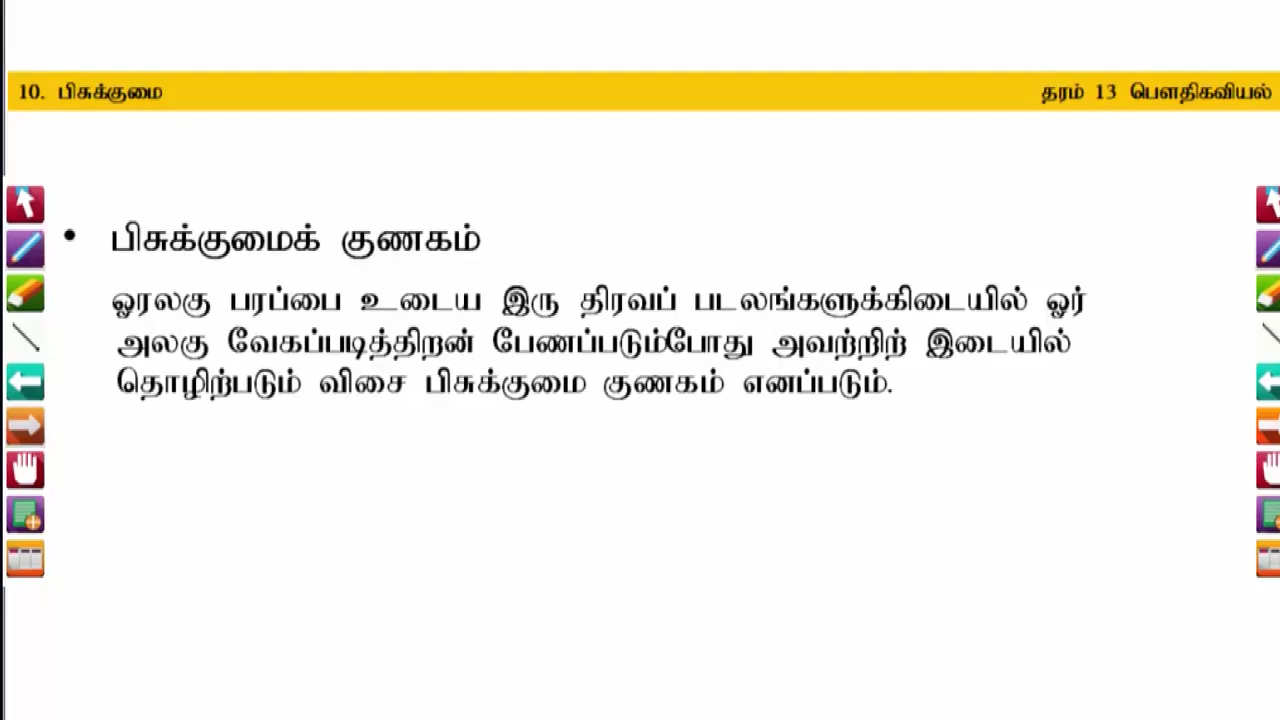 10. பிசுக்குமை
தரம் 13 பௌதிகவியல்
• பிசுக்குமைக் குணகம்
ஓரலகு பரப்பை உடைய இரு திரவப் படலங்களுக்கிடையில் ஓர்
அலகு வேகப்படித்திறன் பேணப்படும்போது அவற்றிற் இடையில்
தொழிற்படும் விசை பிசுக்குமை குணகம் எனப்படும்.